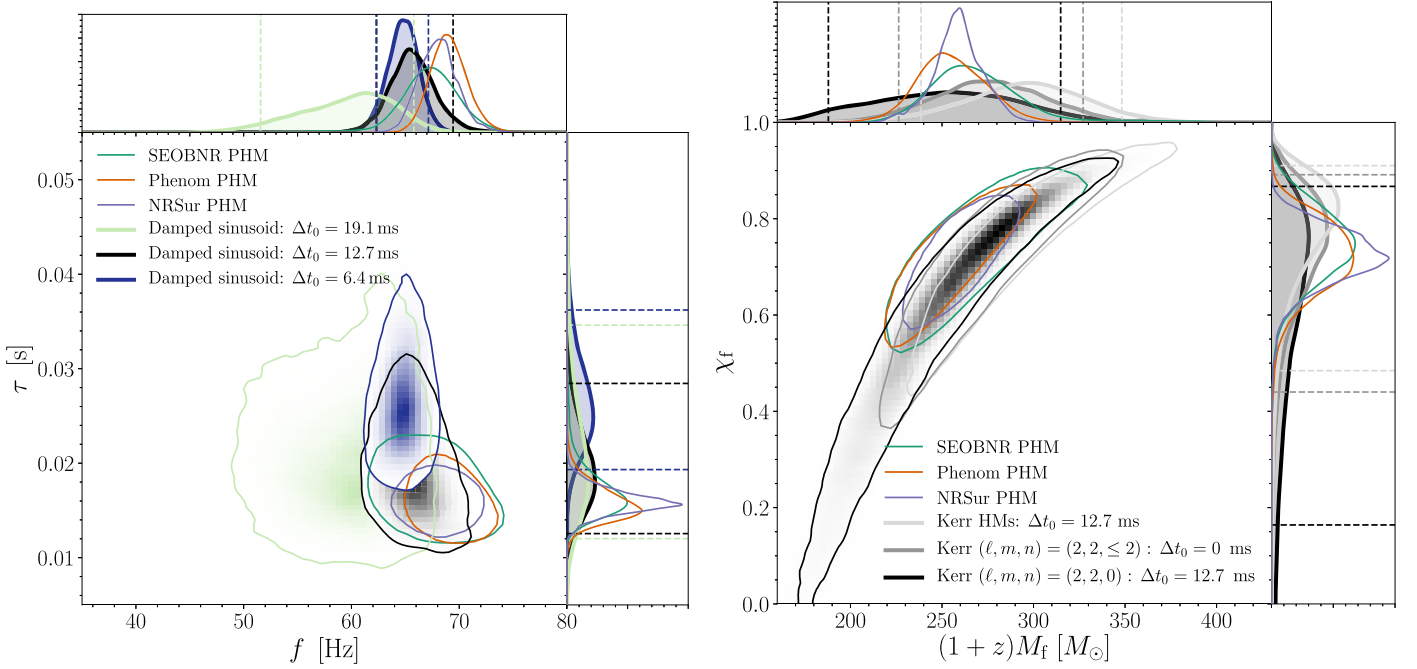 SEOBNR PHM
Phenom PHM
NRSur PHM
Damped sinusoid: Δt₀ = 19.1 ms
Damped sinusoid: Δt₀ = 12.7 ms
Damped sinusoid: Δt₀ = 6.4 ms
0.05
0.04
0.03
0.02
0.01
τ [s]
40
50
60
70
80
f [Hz]
1.0
0.8
0.6
0.4
0.2
0.0
χf
SEOBNR PHM
Phenom PHM
NRSur PHM
Kerr HMs: Δt₀ = 12.7 ms
Kerr (ℓ, m, n) = (2, 2, ≤ 2) : Δt₀ = 0 ms
Kerr (ℓ, m, n) = (2, 2, 0) : Δt₀ = 12.7 ms
200
250
300
350
400
(1 + z)Mf [M⊙]